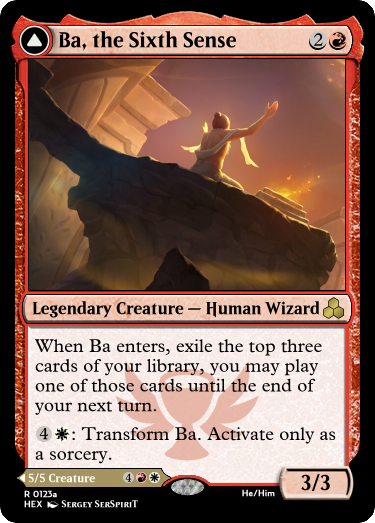 Ba, the Sixth Sense 2
Legendary Creature — Human Wizard
When Ba enters, exile the top three
cards of your library, you may play
one of those cards until the end of
your next turn.
4 : Transform Ba. Activate only as
a sorcery.
5/5 Creature 4
3/3
R 0123a He/Him
HEX Sergey SerSpiriT